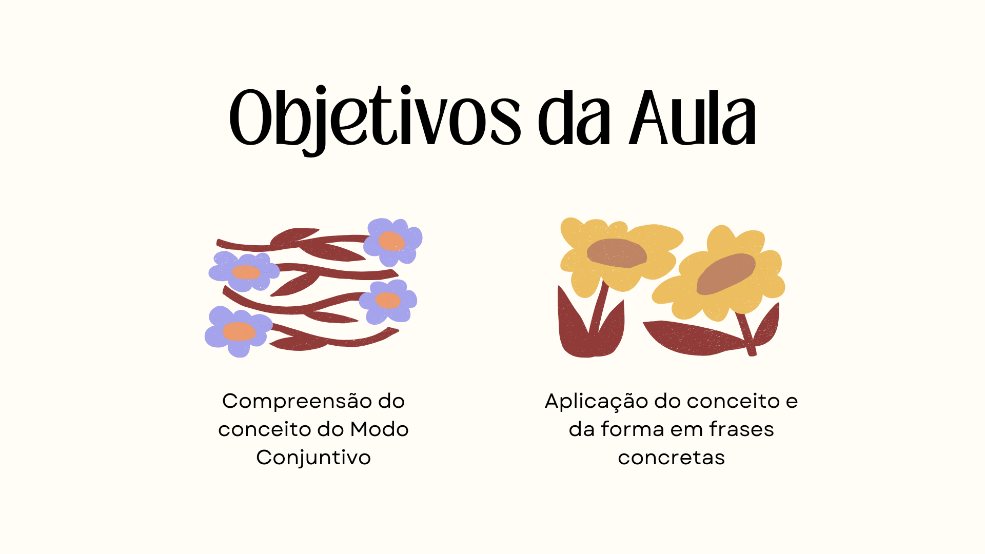 Objetivos da Aula
Compreensão do
conceito do Modo
Conjuntivo
Aplicação do conceito e
da forma em frases
concretas